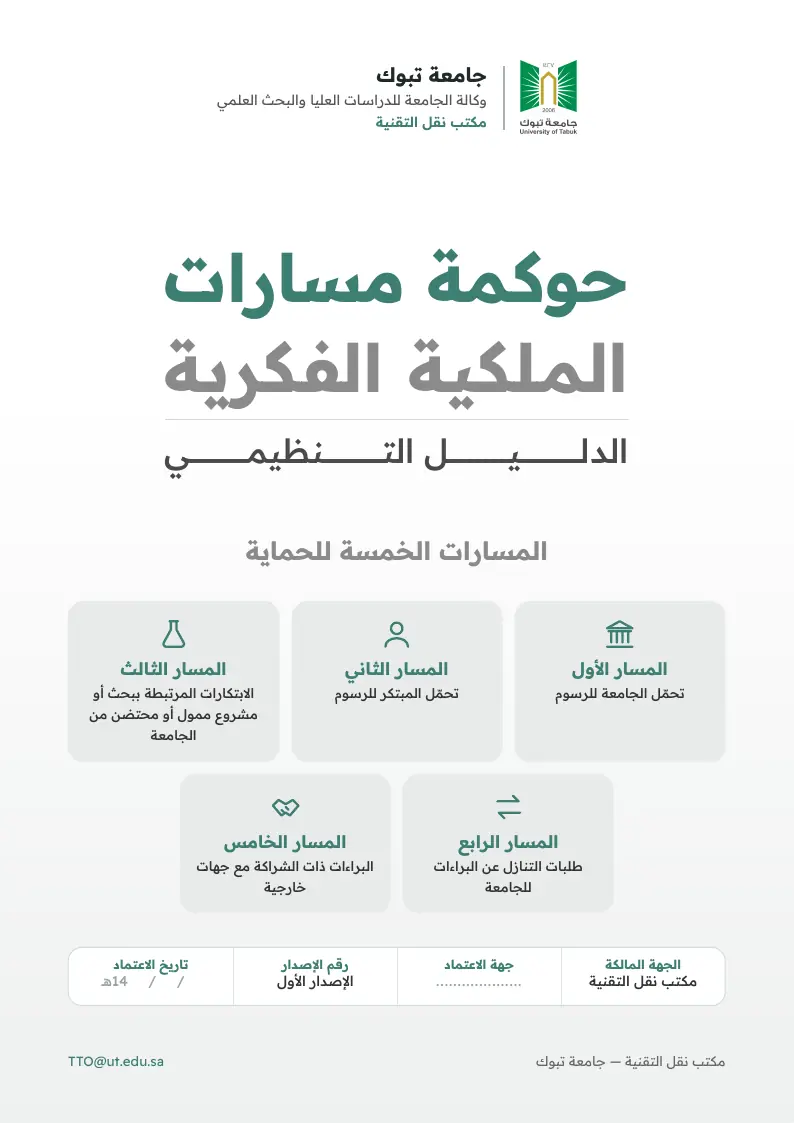 ١٤٢٧
2006
جامعة تبوك
University of Tabuk
جامعة تبوك
وكالة الجامعة للدراسات العليا والبحث العلمي
مكتب نقل التقنية
حوكمة مسارات
الملكية الفكرية
الدلـــــيـــــل التـــــنظيمـــــي
المسارات الخمسة للحماية
المسار الأول
تحمّل الجامعة للرسوم
المسار الثاني
تحمّل المبتكر للرسوم
المسار الثالث
الابتكارات المرتبطة ببحث أو
مشروع ممول أو محتضن من
الجامعة
المسار الرابع
طلبات التنازل عن البراءات
للجامعة
المسار الخامس
البراءات ذات الشراكة مع جهات
خارجية
الجهة المالكة
مكتب نقل التقنية
جهة الاعتماد
....................
رقم الإصدار
الإصدار الأول
تاريخ الاعتماد
/ / 14هـ
مكتب نقل التقنية — جامعة تبوك
TTO@ut.edu.sa